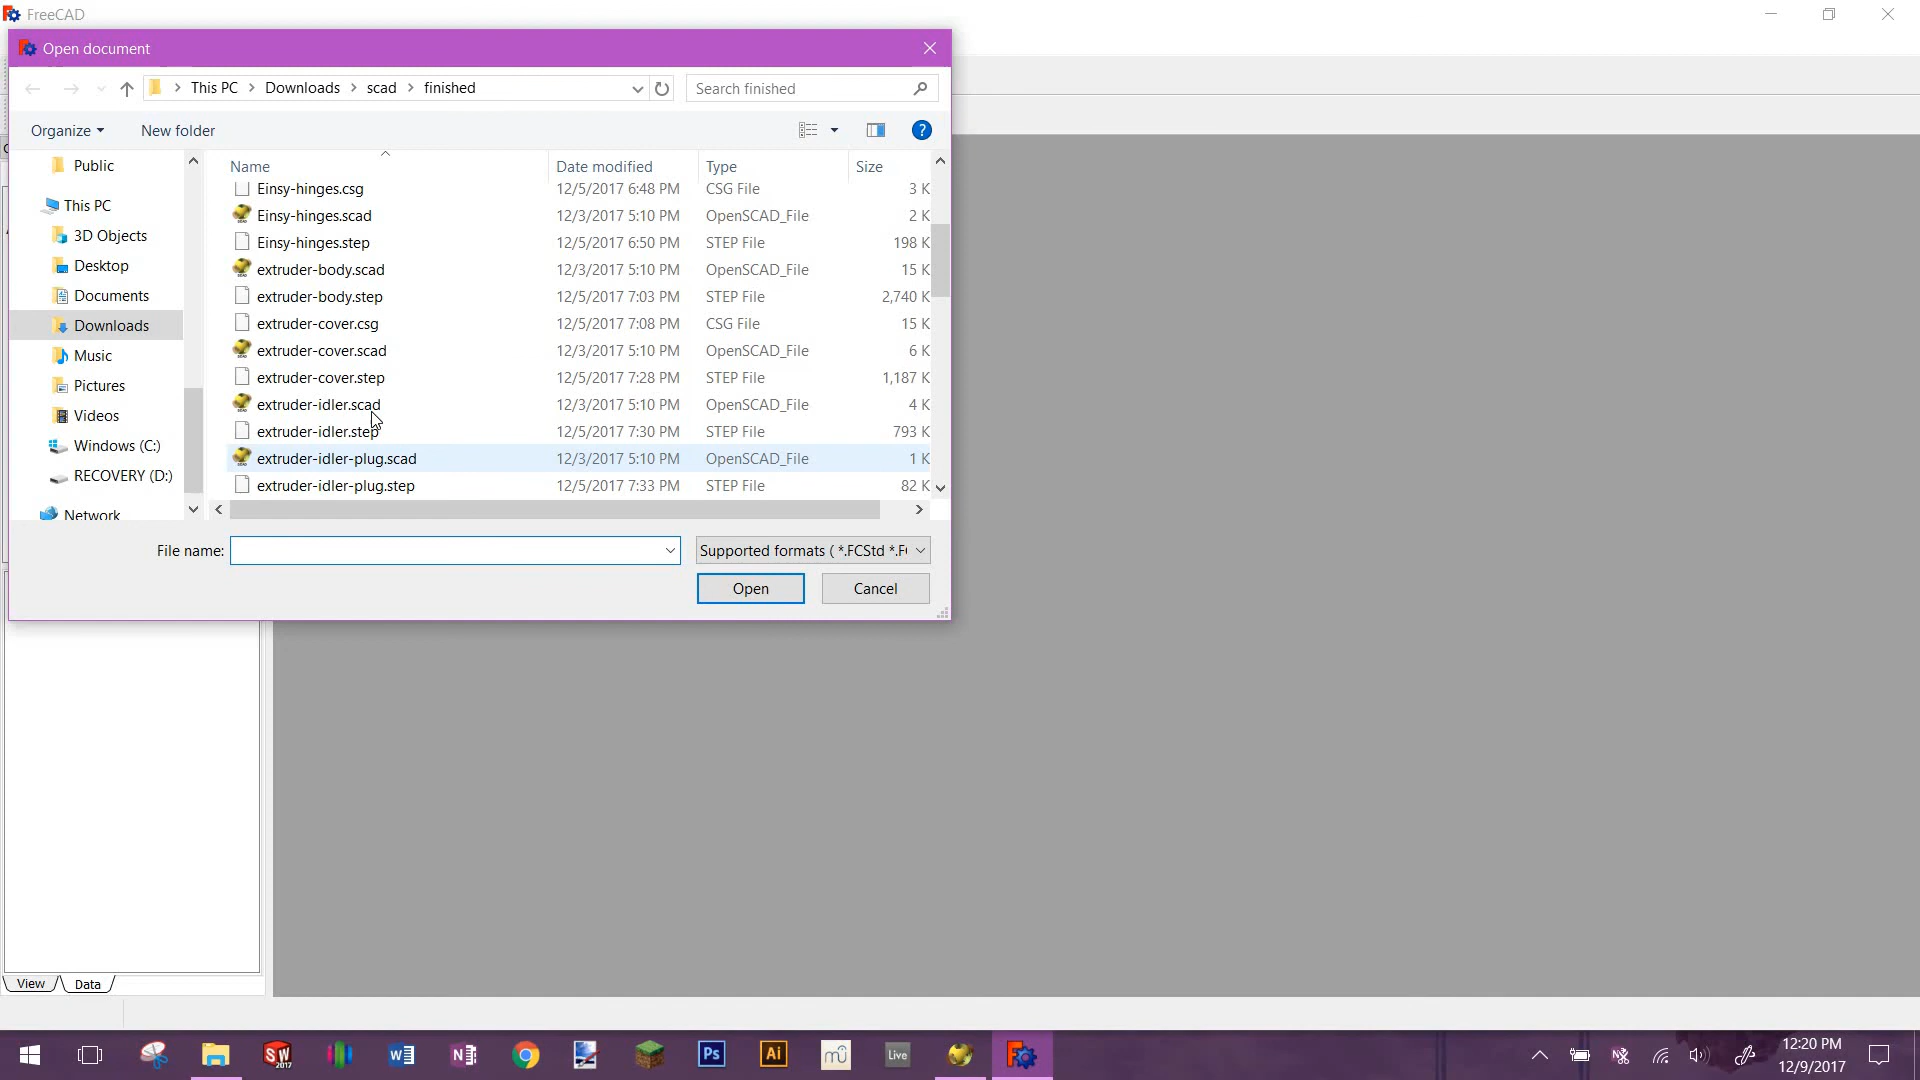 FreeCAD
Open document
This PC > Downloads > scad > finished
Search finished
Organize
New folder
?
Name Date modified Type Size
Public
This PC
3D Objects
Desktop
Documents
Downloads
Music
Pictures
Videos
Windows (C:)
RECOVERY (D:)
Network
Einsy-hinges.csg 12/5/2017 6:48 PM CSG File 3 K
Einsy-hinges.scad 12/3/2017 5:10 PM OpenSCAD_File 2 K
Einsy-hinges.step 12/5/2017 6:50 PM STEP File 198 K
extruder-body.scad 12/3/2017 5:10 PM OpenSCAD_File 15 K
extruder-body.step 12/5/2017 7:03 PM STEP File 2,740 K
extruder-cover.csg 12/5/2017 7:08 PM CSG File 15 K
extruder-cover.scad 12/3/2017 5:10 PM OpenSCAD_File 6 K
extruder-cover.step 12/5/2017 7:28 PM STEP File 1,187 K
extruder-idler.scad 12/3/2017 5:10 PM OpenSCAD_File 4 K
extruder-idler.step 12/5/2017 7:30 PM STEP File 793 K
extruder-idler-plug.scad 12/3/2017 5:10 PM OpenSCAD_File 1 K
extruder-idler-plug.step 12/5/2017 7:33 PM STEP File 82 K
File name:
Supported formats ( *.FCStd *.F
Open
Cancel
View
Data
SW
2017
W
N
Ps
Ai
mu
Live
12:20 PM
12/9/2017